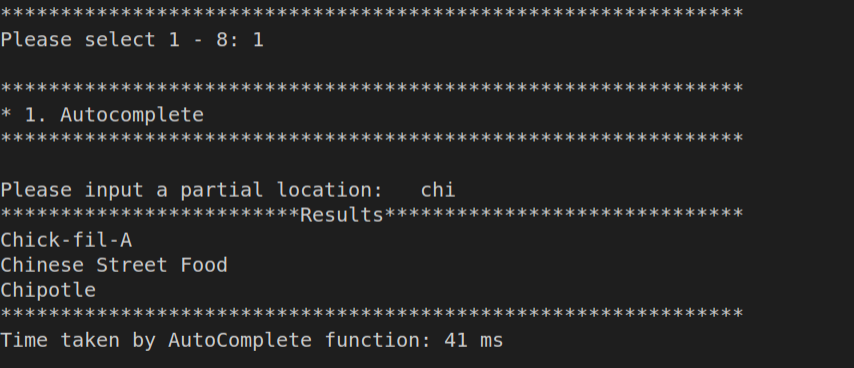 **************************************************************
Please select 1 - 8: 1
**************************************************************
* 1. Autocomplete
**************************************************************
Please input a partial location:   chi
*************************Results******************************
Chick-fil-A
Chinese Street Food
Chipotle
**************************************************************
Time taken by AutoComplete function: 41 ms